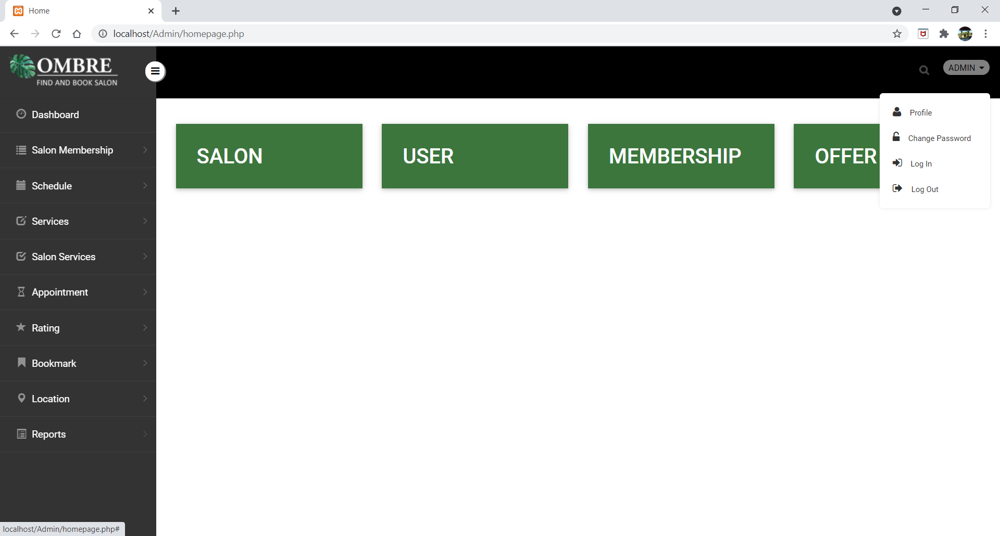 Home
localhost/Admin/homepage.php
OMBRE
FIND AND BOOK SALON
ADMIN
Profile
Change Password
Log In
Log Out
Dashboard
Salon Membership
Schedule
Services
Salon Services
Appointment
Rating
Bookmark
Location
Reports
SALON
USER
MEMBERSHIP
OFFER
localhost/Admin/homepage.php#